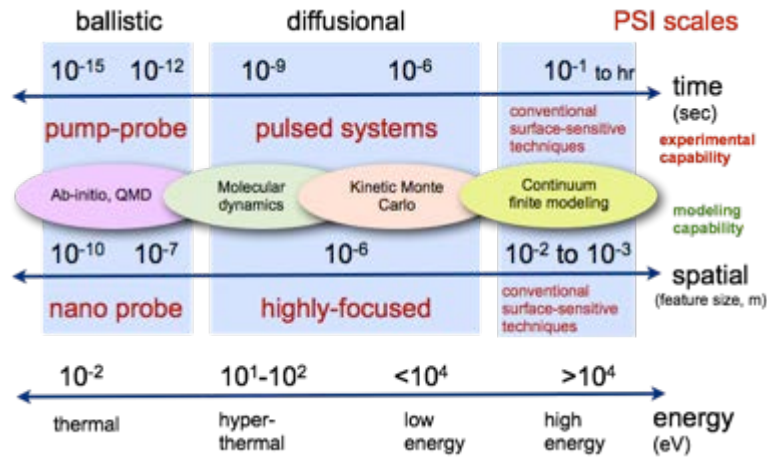 ballistic diffusional PSI scales
10⁻¹⁵ 10⁻¹² 10⁻⁹ 10⁻⁶ 10⁻¹ to hr
time
(sec)
pump-probe pulsed systems
conventional
surface-sensitive
techniques
experimental
capability
Ab-initio, QMD
Molecular
dynamics
Kinetic Monte
Carlo
Continuum
finite modeling
modeling
capability
10⁻¹⁰ 10⁻⁷ 10⁻⁶ 10⁻² to 10⁻³
spatial
(feature size, m)
nano probe highly-focused
conventional
surface-sensitive
techniques
10⁻² 10¹-10² <10⁴ >10⁴
energy
(eV)
thermal
hyper-
thermal
low
energy
high
energy